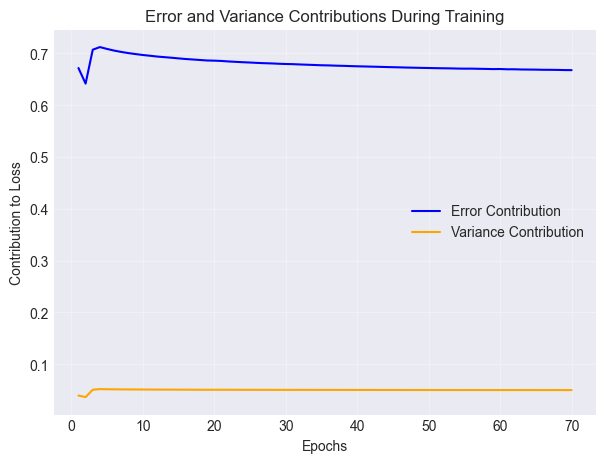 Error and Variance Contributions During Training
Contribution to Loss
0.7
0.6
0.5
0.4
0.3
0.2
0.1
Error Contribution
Variance Contribution
0 10 20 30 40 50 60 70
Epochs